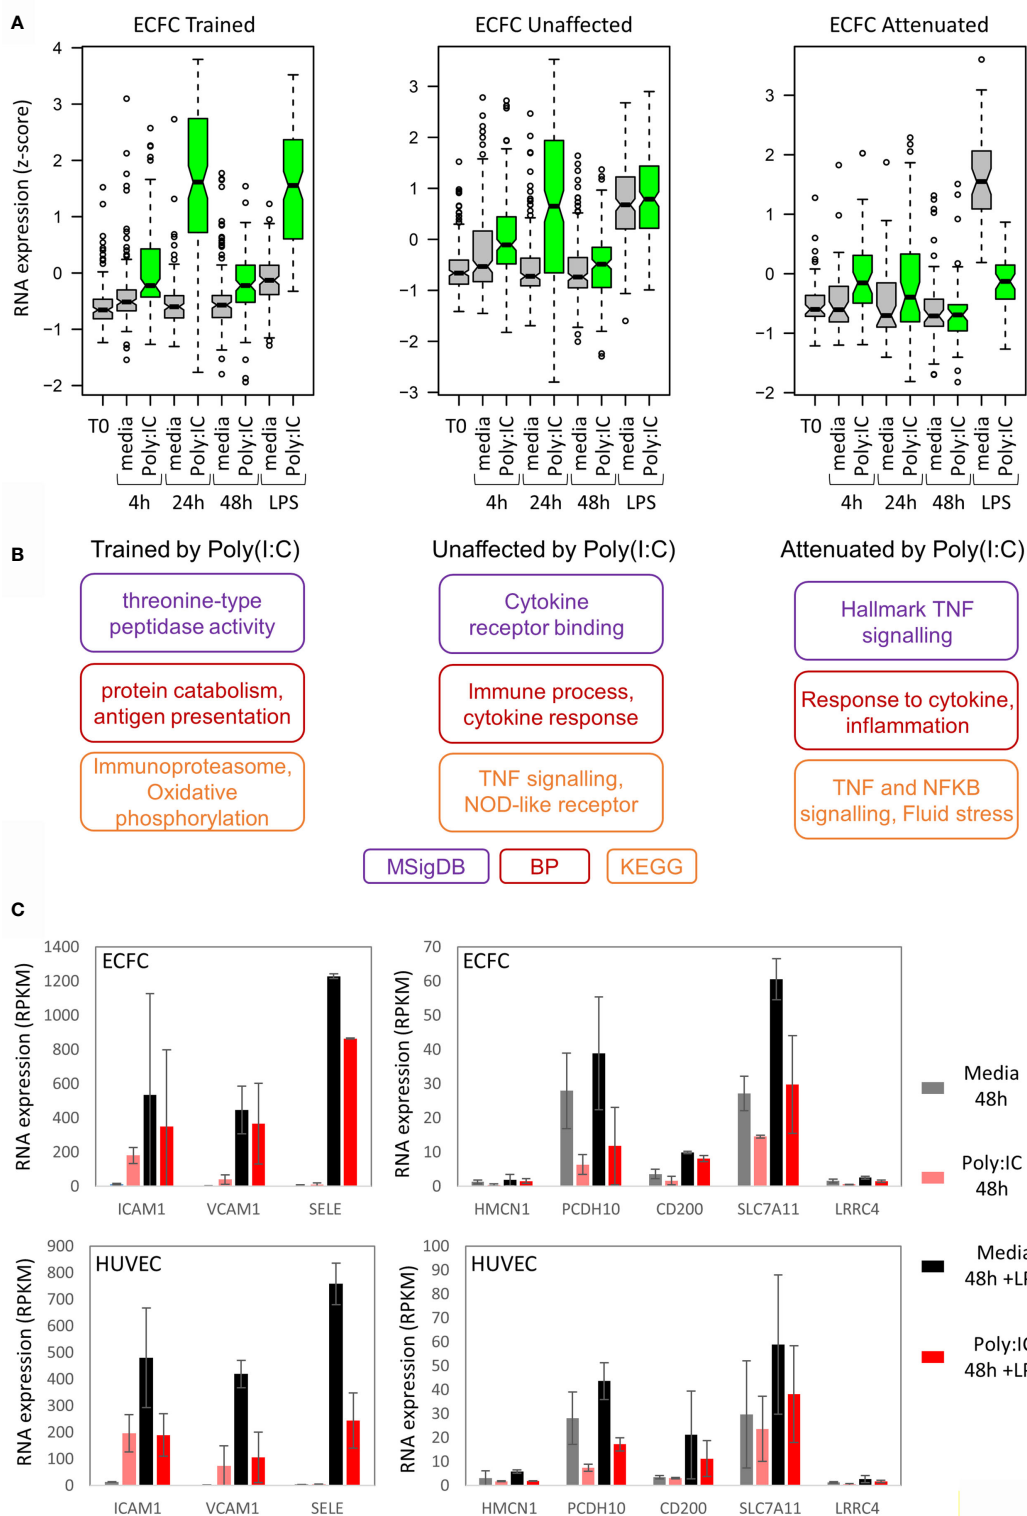 A
ECFC Trained
ECFC Unaffected
ECFC Attenuated
RNA expression (z-score)
4
3
2
1
0
−1
−2
3
2
1
0
−1
−2
−3
3
2
1
0
−1
−2
T0
media
Poly:IC
media
Poly:IC
media
Poly:IC
media
Poly:IC
4h
24h
48h
LPS
T0
media
Poly:IC
media
Poly:IC
media
Poly:IC
media
Poly:IC
4h
24h
48h
LPS
T0
media
Poly:IC
media
Poly:IC
media
Poly:IC
media
Poly:IC
4h
24h
48h
LPS
B
Trained by Poly(I:C)
threonine-type
peptidase activity
protein catabolism,
antigen presentation
Immunoproteasome,
Oxidative
phosphorylation
Unaffected by Poly(I:C)
Cytokine
receptor binding
Immune process,
cytokine response
TNF signalling,
NOD-like receptor
Attenuated by Poly(I:C)
Hallmark TNF
signalling
Response to cytokine,
inflammation
TNF and NFKB
signalling, Fluid stress
MSigDB
BP
KEGG
C
RNA expression (RPKM)
1400
1200
1000
800
600
400
200
0
ECFC
ICAM1
VCAM1
SELE
RNA expression (RPKM)
70
60
50
40
30
20
10
0
ECFC
HMCN1
PCDH10
CD200
SLC7A11
LRRC4
RNA expression (RPKM)
900
800
700
600
500
400
300
200
100
0
HUVEC
ICAM1
VCAM1
SELE
RNA expression (RPKM)
100
90
80
70
60
50
40
30
20
10
0
HUVEC
HMCN1
PCDH10
CD200
SLC7A11
LRRC4
Media
48h
Poly:IC
48h
Media
48h +LP
Poly:IC
48h +LP